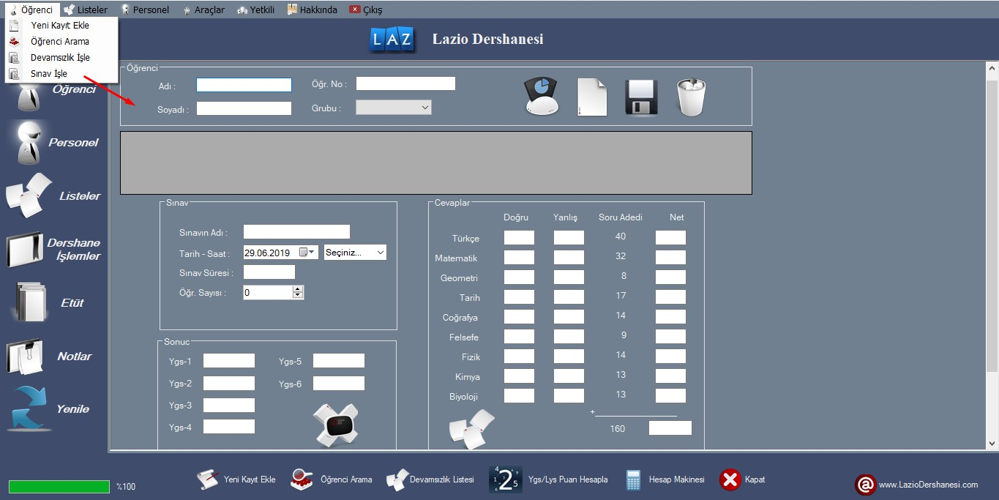 Öğrenci Listeler Personel Araçlar Yetkili Hakkında Çıkış
Yeni Kayıt Ekle
Öğrenci Arama
Devamsızlık İşle
Sınav İşle
LAZ Lazio Dershanesi
Öğrenci
Personel
Listeler
Dershane
İşlemler
Etüt
Notlar
Yenile
Öğrenci
Adı : Öğr. No :
Soyadı : Grubu :
Sınav
Sınavın Adı :
Tarih - Saat : 29.06.2019 Seçiniz...
Sınav Süresi :
Öğr. Sayısı : 0
Sonuc
Ygs-1 Ygs-5
Ygs-2 Ygs-6
Ygs-3
Ygs-4
Cevaplar
Doğru Yanlış Soru Adedi Net
Türkçe 40
Matematik 32
Geometri 8
Tarih 17
Coğrafya 14
Felsefe 9
Fizik 14
Kimya 13
Biyoloji 13
+
160
%100 Yeni Kayıt Ekle Öğrenci Arama Devamsızlık Listesi 4 1 2 5 Ygs/Lys Puan Hesapla Hesap Makinesi Kapat @ www.LazioDershanesi.com